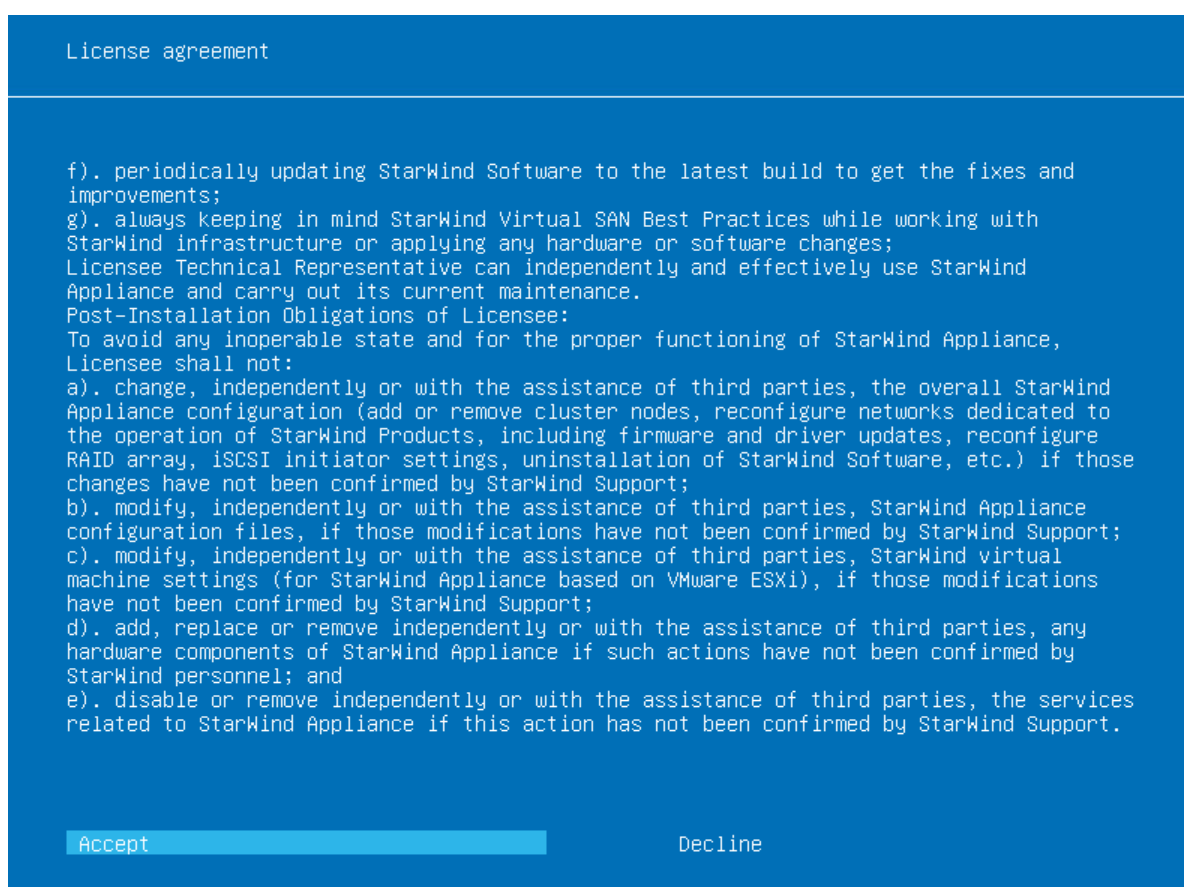 License agreement
f). periodically updating StarWind Software to the latest build to get the fixes and
improvements;
g). always keeping in mind StarWind Virtual SAN Best Practices while working with
StarWind infrastructure or applying any hardware or software changes;
Licensee Technical Representative can independently and effectively use StarWind
Appliance and carry out its current maintenance.
Post-Installation Obligations of Licensee:
To avoid any inoperable state and for the proper functioning of StarWind Appliance,
Licensee shall not:
a). change, independently or with the assistance of third parties, the overall StarWind
Appliance configuration (add or remove cluster nodes, reconfigure networks dedicated to
the operation of StarWind Products, including firmware and driver updates, reconfigure
RAID array, iSCSI initiator settings, uninstallation of StarWind Software, etc.) if those
changes have not been confirmed by StarWind Support;
b). modify, independently or with the assistance of third parties, StarWind Appliance
configuration files, if those modifications have not been confirmed by StarWind Support;
c). modify, independently or with the assistance of third parties, StarWind virtual
machine settings (for StarWind Appliance based on VMware ESXi), if those modifications
have not been confirmed by StarWind Support;
d). add, replace or remove independently or with the assistance of third parties, any
hardware components of StarWind Appliance if such actions have not been confirmed by
StarWind personnel; and
e). disable or remove independently or with the assistance of third parties, the services
related to StarWind Appliance if this action has not been confirmed by StarWind Support.
Accept Decline